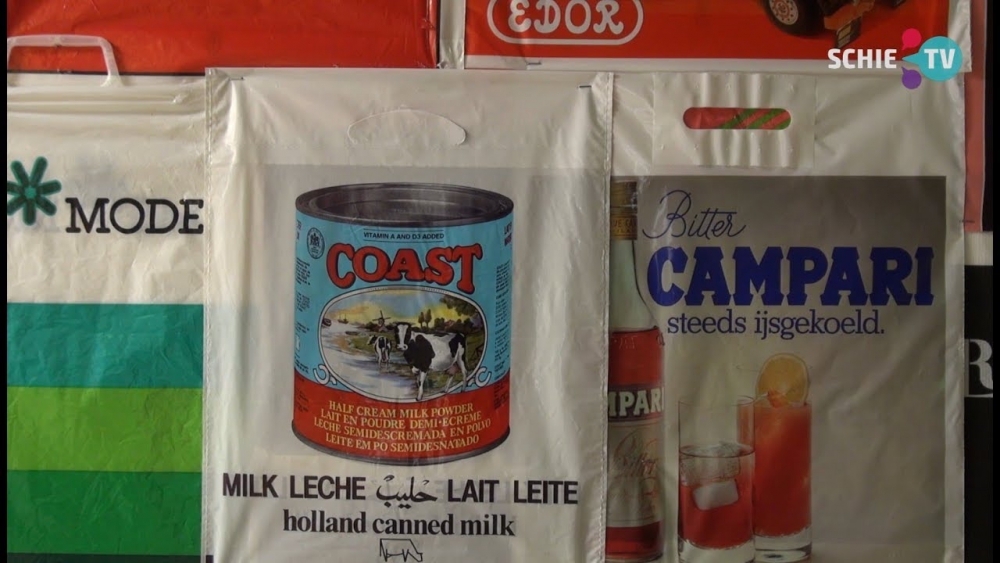 EDOR
SCHIE TV
MODE
VITAMIN A AND D3 ADDED
COAST
HALF CREAM MILK POWDER
LAIT EN POUDRE DEMI-ECREME
LECHE SEMIDESCREMADA EN POLVO
LEITE EM PO SEMIDESNATADO
MILK LECHE حَليبْ LAIT LEITE
holland canned milk
Bitter
CAMPARI
steeds ijsgekoeld.
MPARI
R